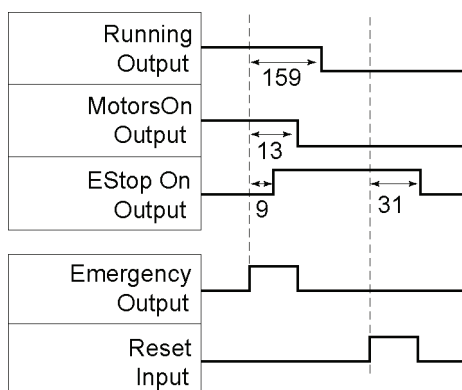 Running
Output
159
MotorsOn
Output
13
EStop On
Output
9
31
Emergency
Output
Reset
Input